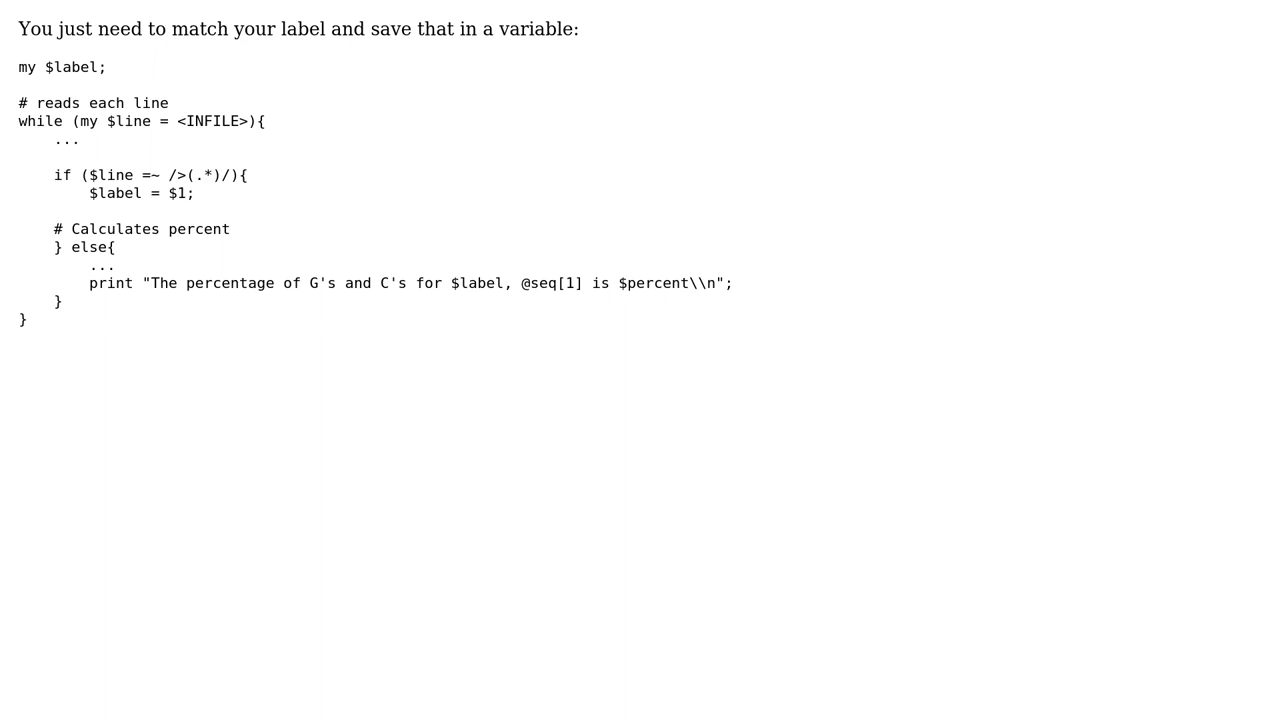 You just need to match your label and save that in a variable:
my $label;
# reads each line
while (my $line = <INFILE>){
    ...
    if ($line =~ />(.*)/){
        $label = $1;
    # Calculates percent
    } else{
        ...
        print "The percentage of G's and C's for $label, @seq[1] is $percent\\n";
    }
}